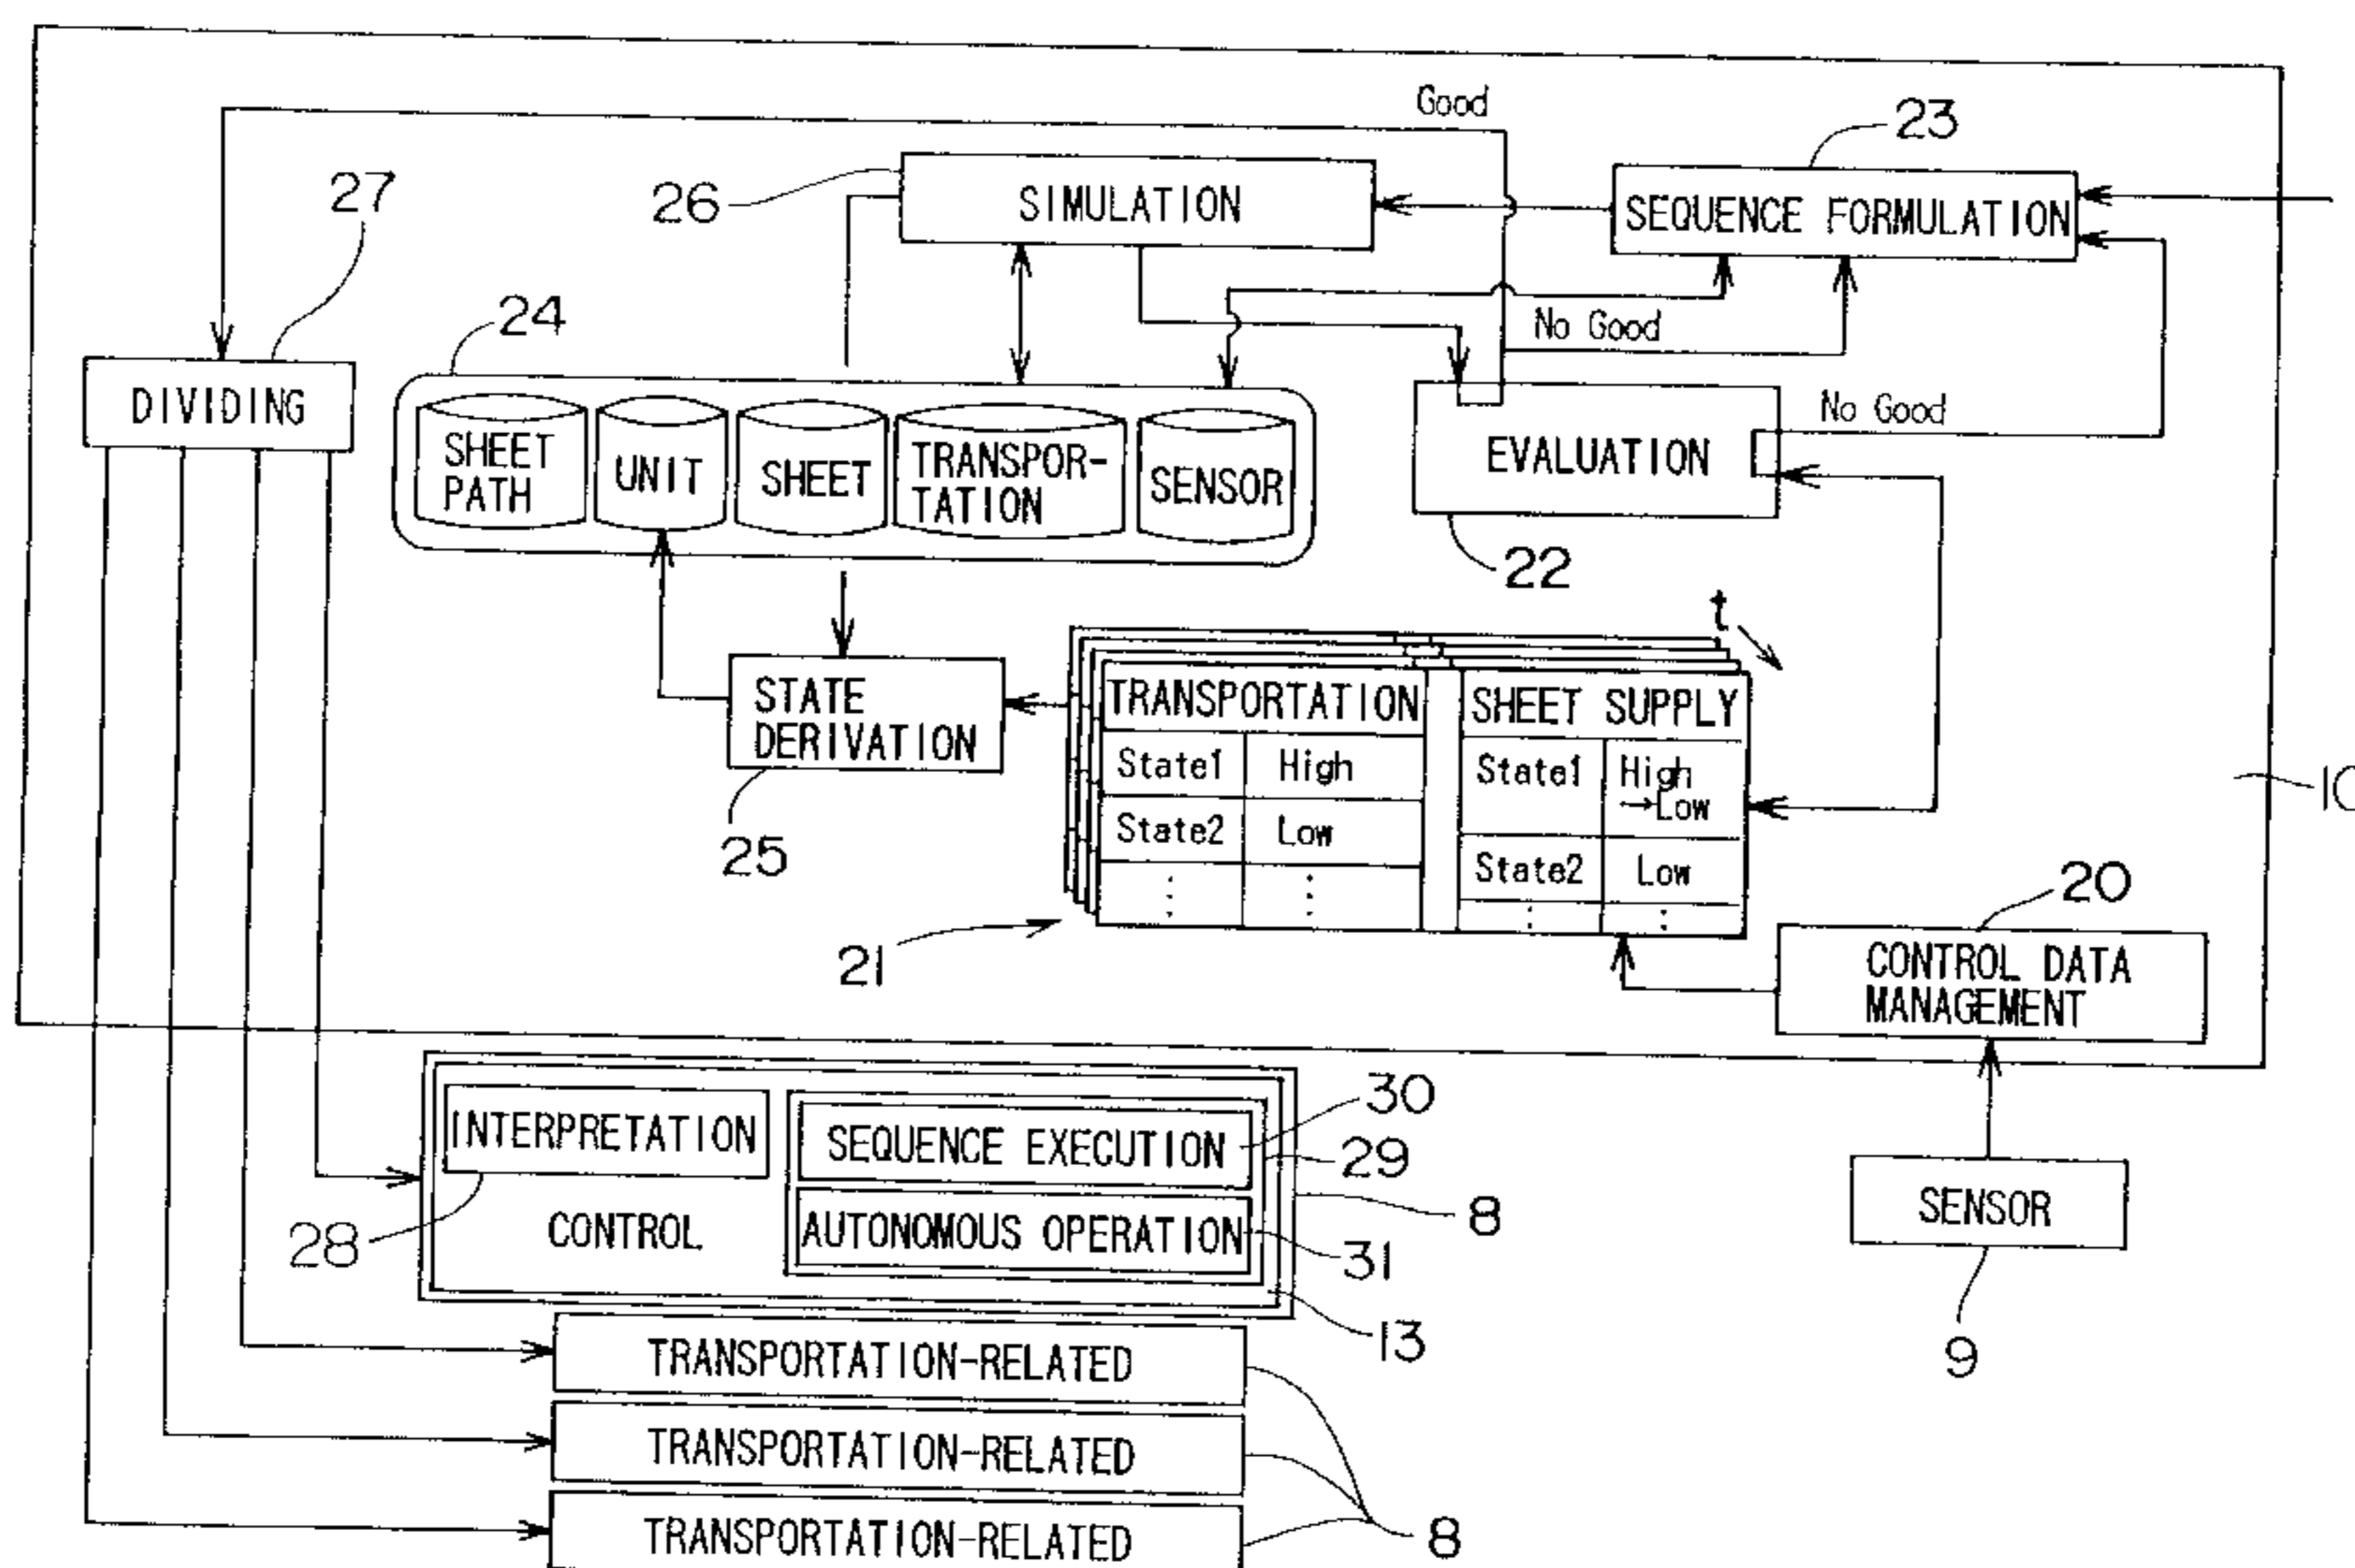 Good
23
27
26
SIMULATION
SEQUENCE FORMULATION
24
No Good
DIVIDING
SHEET
PATH
UNIT
SHEET
TRANSPOR-
TATION
SENSOR
No Good
EVALUATION
22
t
STATE
DERIVATION
25
TRANSPORTATION
State1 High
State2 Low
SHEET SUPPLY
State1 High
→Low
State2 Low
21
10
20
CONTROL DATA
MANAGEMENT
INTERPRETATION
28
CONTROL
SEQUENCE EXECUTION
AUTONOMOUS OPERATION
30
29
8
31
13
SENSOR
9
TRANSPORTATION-RELATED
TRANSPORTATION-RELATED
TRANSPORTATION-RELATED
8